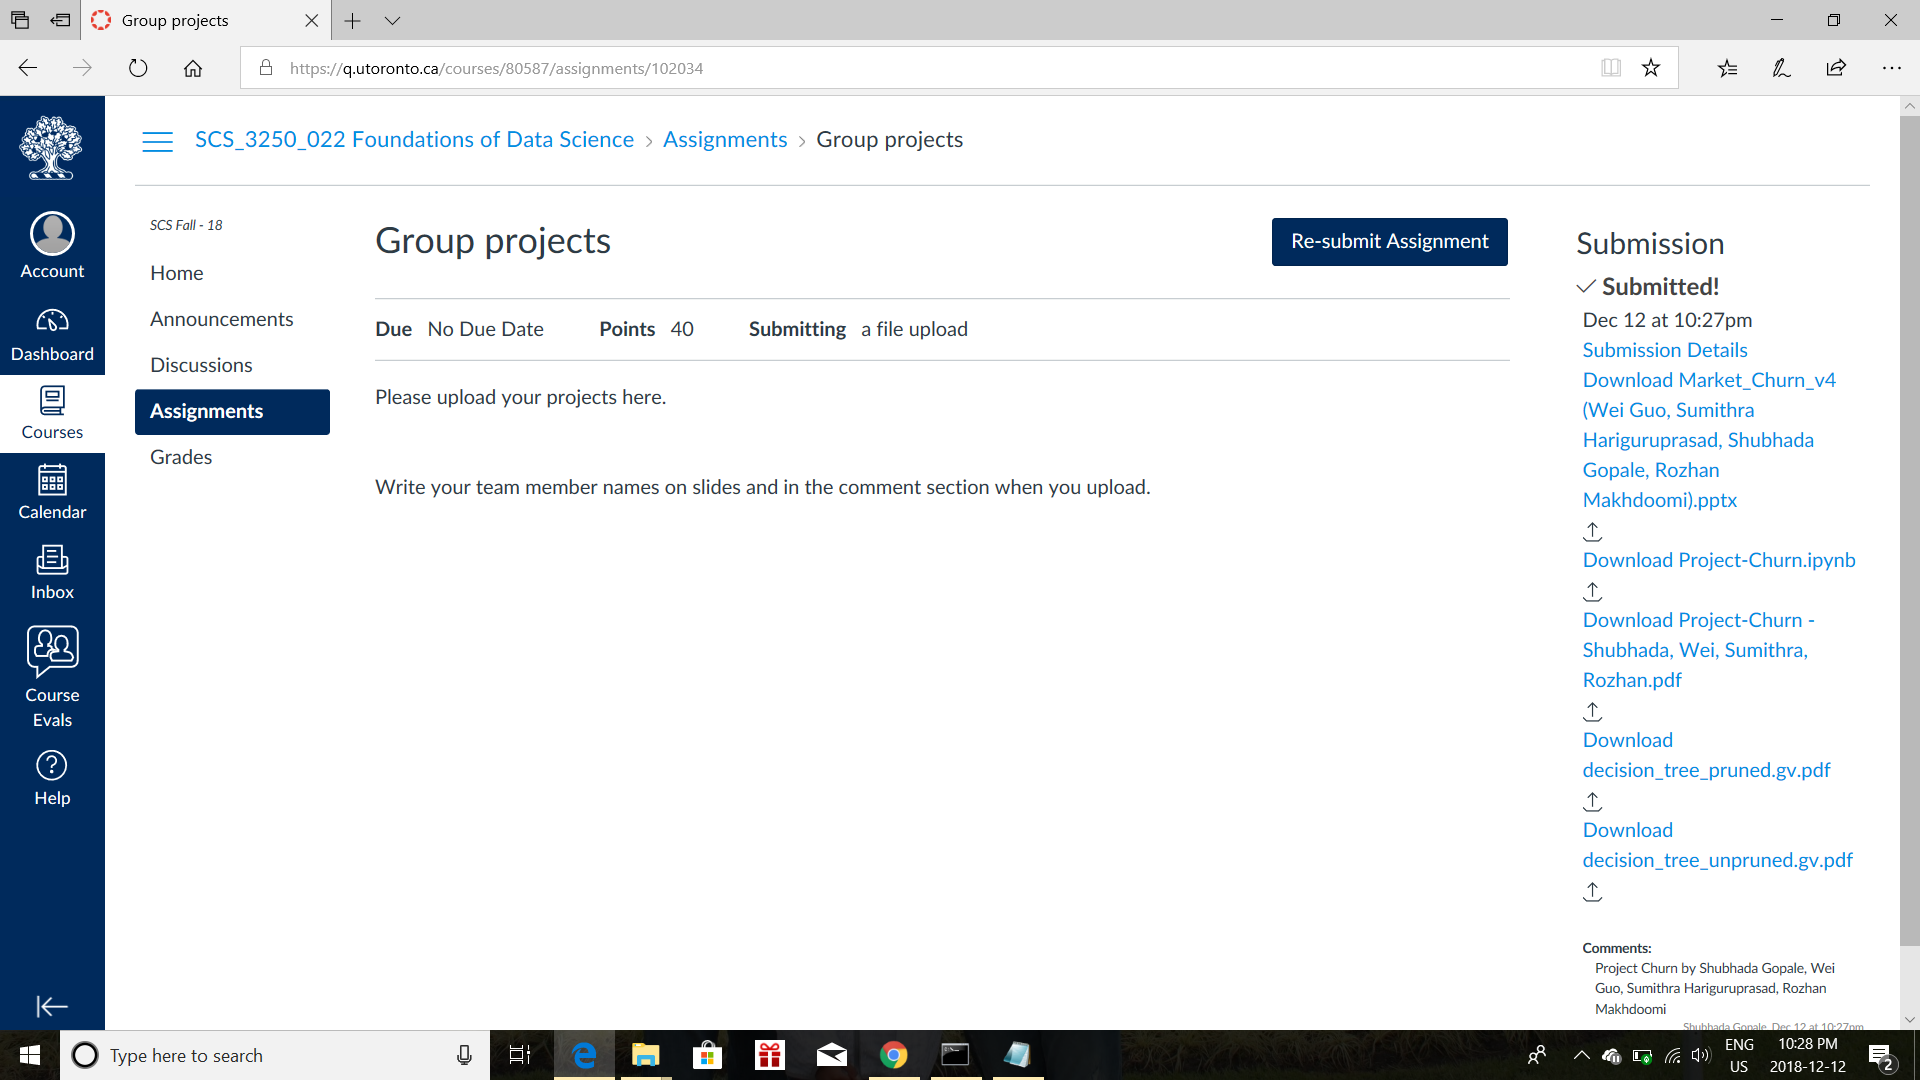 Group projects
https://q.utoronto.ca/courses/80587/assignments/102034
SCS_3250_022 Foundations of Data Science › Assignments › Group projects
Account
Dashboard
Courses
Calendar
Inbox
Course
Evals
Help
SCS Fall - 18
Home
Announcements
Discussions
Assignments
Grades
Group projects
Re-submit Assignment
Due No Due Date Points 40 Submitting a file upload
Please upload your projects here.
Write your team member names on slides and in the comment section when you upload.
Submission
Submitted!
Dec 12 at 10:27pm
Submission Details
Download Market_Churn_v4
(Wei Guo, Sumithra
Hariguruprasad, Shubhada
Gopale, Rozhan
Makhdoomi).pptx
Download Project-Churn.ipynb
Download Project-Churn -
Shubhada, Wei, Sumithra,
Rozhan.pdf
Download
decision_tree_pruned.gv.pdf
Download
decision_tree_unpruned.gv.pdf
Comments:
Project Churn by Shubhada Gopale, Wei
Guo, Sumithra Hariguruprasad, Rozhan
Makhdoomi
Shubhada Gopale, Dec 12 at 10:27pm
Type here to search
ENG
US
10:28 PM
2018-12-12
2